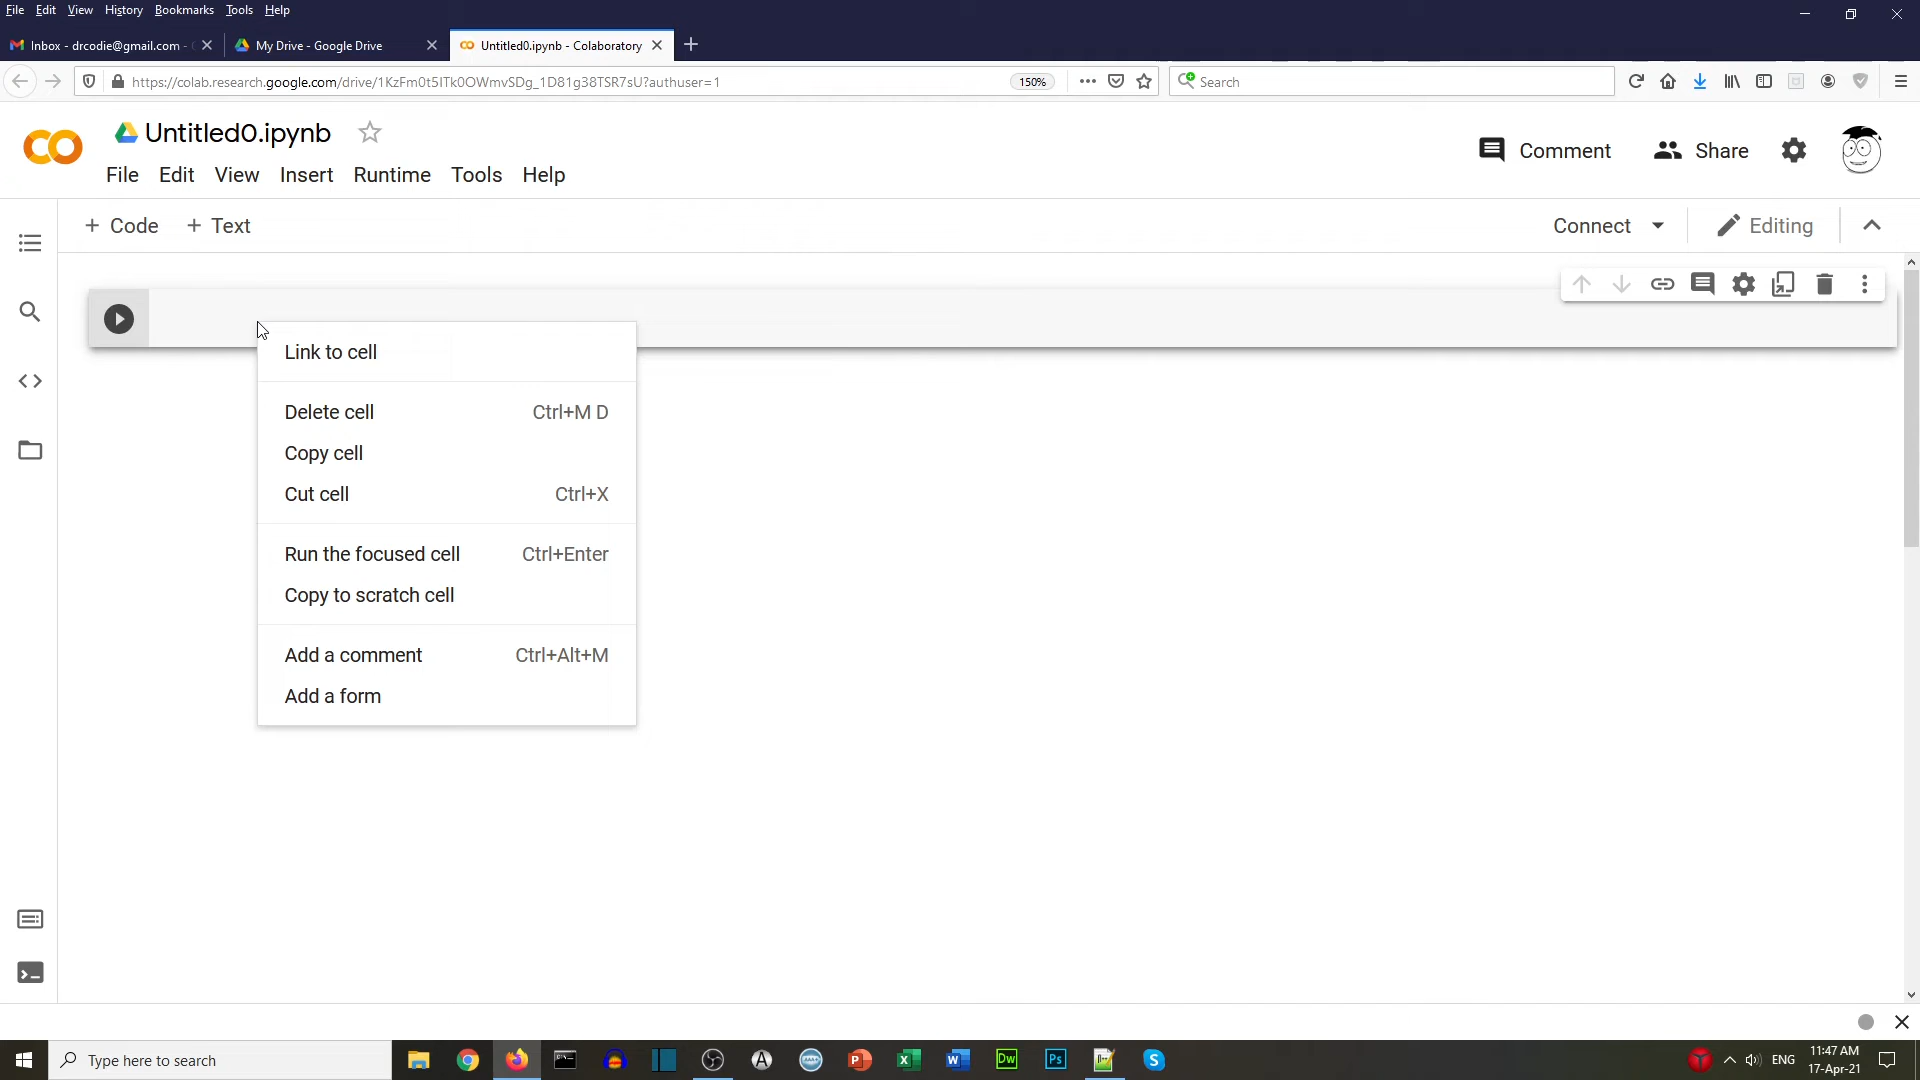 File Edit View History Bookmarks Tools Help
Inbox - drcodie@gmail.com -
My Drive - Google Drive
Untitled0.ipynb - Colaboratory
https://colab.research.google.com/drive/1KzFm0t5ITk0OWmvSDg_1D81g38TSR7sU?authuser=1
150%
Search
Untitled0.ipynb
File Edit View Insert Runtime Tools Help
Comment
Share
+ Code + Text
Connect
Editing
Link to cell
Delete cell Ctrl+M D
Copy cell
Cut cell Ctrl+X
Run the focused cell Ctrl+Enter
Copy to scratch cell
Add a comment Ctrl+Alt+M
Add a form
Type here to search
Dw
Ps
ENG
11:47 AM
17-Apr-21